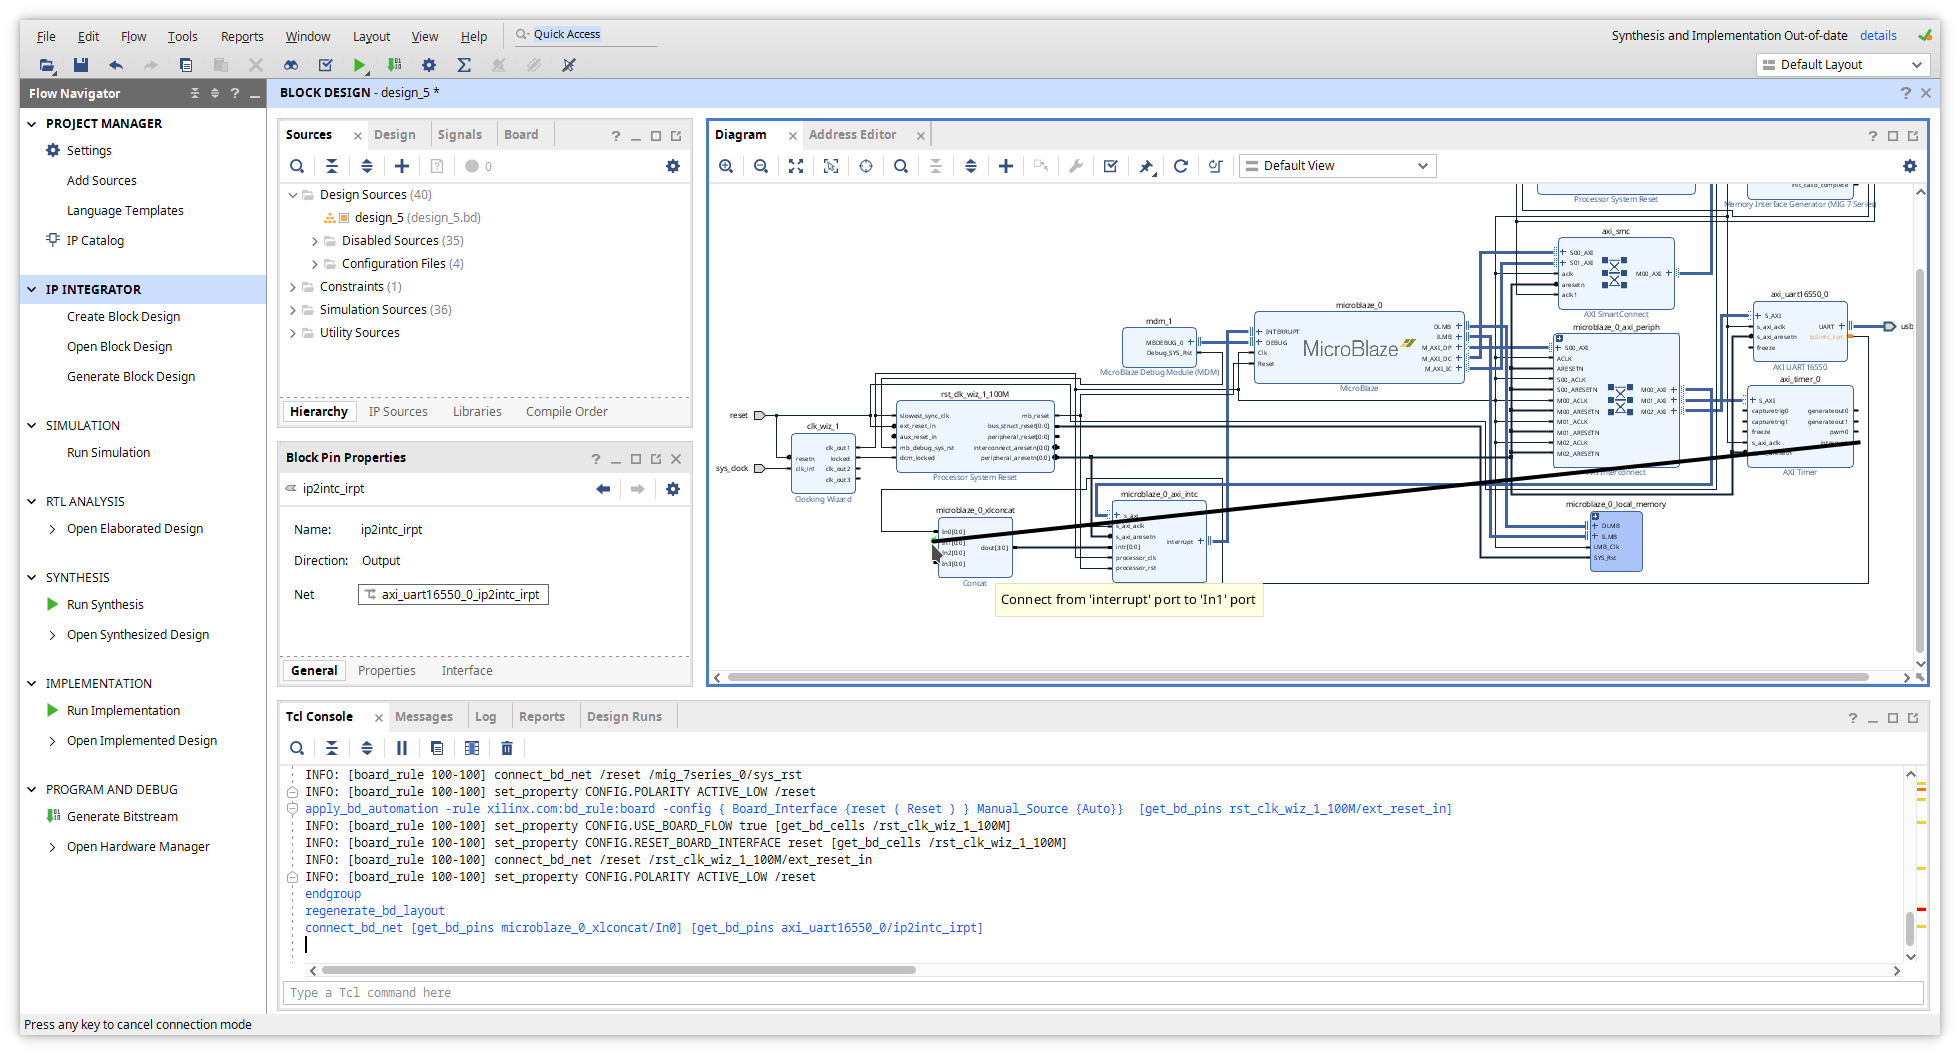 File Edit Flow Tools Reports Window Layout View Help Quick Access
Synthesis and Implementation Out-of-date details
Default Layout
Flow Navigator
PROJECT MANAGER
Settings
Add Sources
Language Templates
IP Catalog
IP INTEGRATOR
Create Block Design
Open Block Design
Generate Block Design
SIMULATION
Run Simulation
RTL ANALYSIS
Open Elaborated Design
SYNTHESIS
Run Synthesis
Open Synthesized Design
IMPLEMENTATION
Run Implementation
Open Implemented Design
PROGRAM AND DEBUG
Generate Bitstream
Open Hardware Manager
BLOCK DESIGN - design_5 *
Sources Design Signals Board
0
Design Sources (40)
design_5 (design_5.bd)
Disabled Sources (35)
Configuration Files (4)
Constraints (1)
Simulation Sources (36)
Utility Sources
Hierarchy IP Sources Libraries Compile Order
Block Pin Properties
ip2intc_irpt
Name: ip2intc_irpt
Direction: Output
Net axi_uart16550_0_ip2intc_irpt
General Properties Interface
Diagram Address Editor
Default View
init_calib_complete
Processor System Reset
Memory Interface Generator (MIG 7 Series)
axi_smc
S00_AXI
S01_AXI
aclk
aresetn
aclk1
M00_AXI
AXI SmartConnect
axi_uart16550_0
S_AXI
s_axi_aclk
s_axi_aresetn
freeze
UART
ip2intc_irpt
AXI UART16550
usb
microblaze_0
INTERRUPT
DEBUG
Clk
Reset
MicroBlaze
DLMB
ILMB
M_AXI_DP
M_AXI_DC
M_AXI_IC
MicroBlaze
mdm_1
MBDEBUG_0
Debug_SYS_Rst
MicroBlaze Debug Module (MDM)
microblaze_0_axi_periph
S00_AXI
ACLK
ARESETN
S00_ACLK
S00_ARESETN
M00_ACLK
M00_ARESETN
M01_ACLK
M01_ARESETN
M02_ACLK
M02_ARESETN
M00_AXI
M01_AXI
M02_AXI
axi_timer_0
S_AXI
capturetrig0
capturetrig1
freeze
s_axi_aclk
generateout0
generateout1
pwm0
AXI Timer
reset
sys_clock
clk_wiz_1
resetn
clk_in1
clk_out1
locked
clk_out2
clk_out3
Clocking Wizard
rst_clk_wiz_1_100M
slowest_sync_clk
ext_reset_in
aux_reset_in
mb_debug_sys_rst
dcm_locked
mb_reset
bus_struct_reset[0:0]
peripheral_reset[0:0]
interconnect_aresetn[0:0]
peripheral_aresetn[0:0]
Processor System Reset
microblaze_0_xlconcat
In0[0:0]
In2[0:0]
In3[0:0]
dout[3:0]
Concat
microblaze_0_axi_intc
s_axi
s_axi_aclk
s_axi_aresetn
intr[0:0]
processor_clk
processor_rst
interrupt
microblaze_0_local_memory
DLMB
ILMB
LMB_Clk
SYS_Rst
Connect from 'interrupt' port to 'In1' port
Tcl Console Messages Log Reports Design Runs
INFO: [board_rule 100-100] connect_bd_net /reset /mig_7series_0/sys_rst
INFO: [board_rule 100-100] set_property CONFIG.POLARITY ACTIVE_LOW /reset
apply_bd_automation -rule xilinx.com:bd_rule:board -config { Board_Interface {reset ( Reset ) } Manual_Source {Auto}}  [get_bd_pins rst_clk_wiz_1_100M/ext_reset_in]
INFO: [board_rule 100-100] set_property CONFIG.USE_BOARD_FLOW true [get_bd_cells /rst_clk_wiz_1_100M]
INFO: [board_rule 100-100] set_property CONFIG.RESET_BOARD_INTERFACE reset [get_bd_cells /rst_clk_wiz_1_100M]
INFO: [board_rule 100-100] connect_bd_net /reset /rst_clk_wiz_1_100M/ext_reset_in
INFO: [board_rule 100-100] set_property CONFIG.POLARITY ACTIVE_LOW /reset
endgroup
regenerate_bd_layout
connect_bd_net [get_bd_pins microblaze_0_xlconcat/In0] [get_bd_pins axi_uart16550_0/ip2intc_irpt]
Type a Tcl command here
Press any key to cancel connection mode